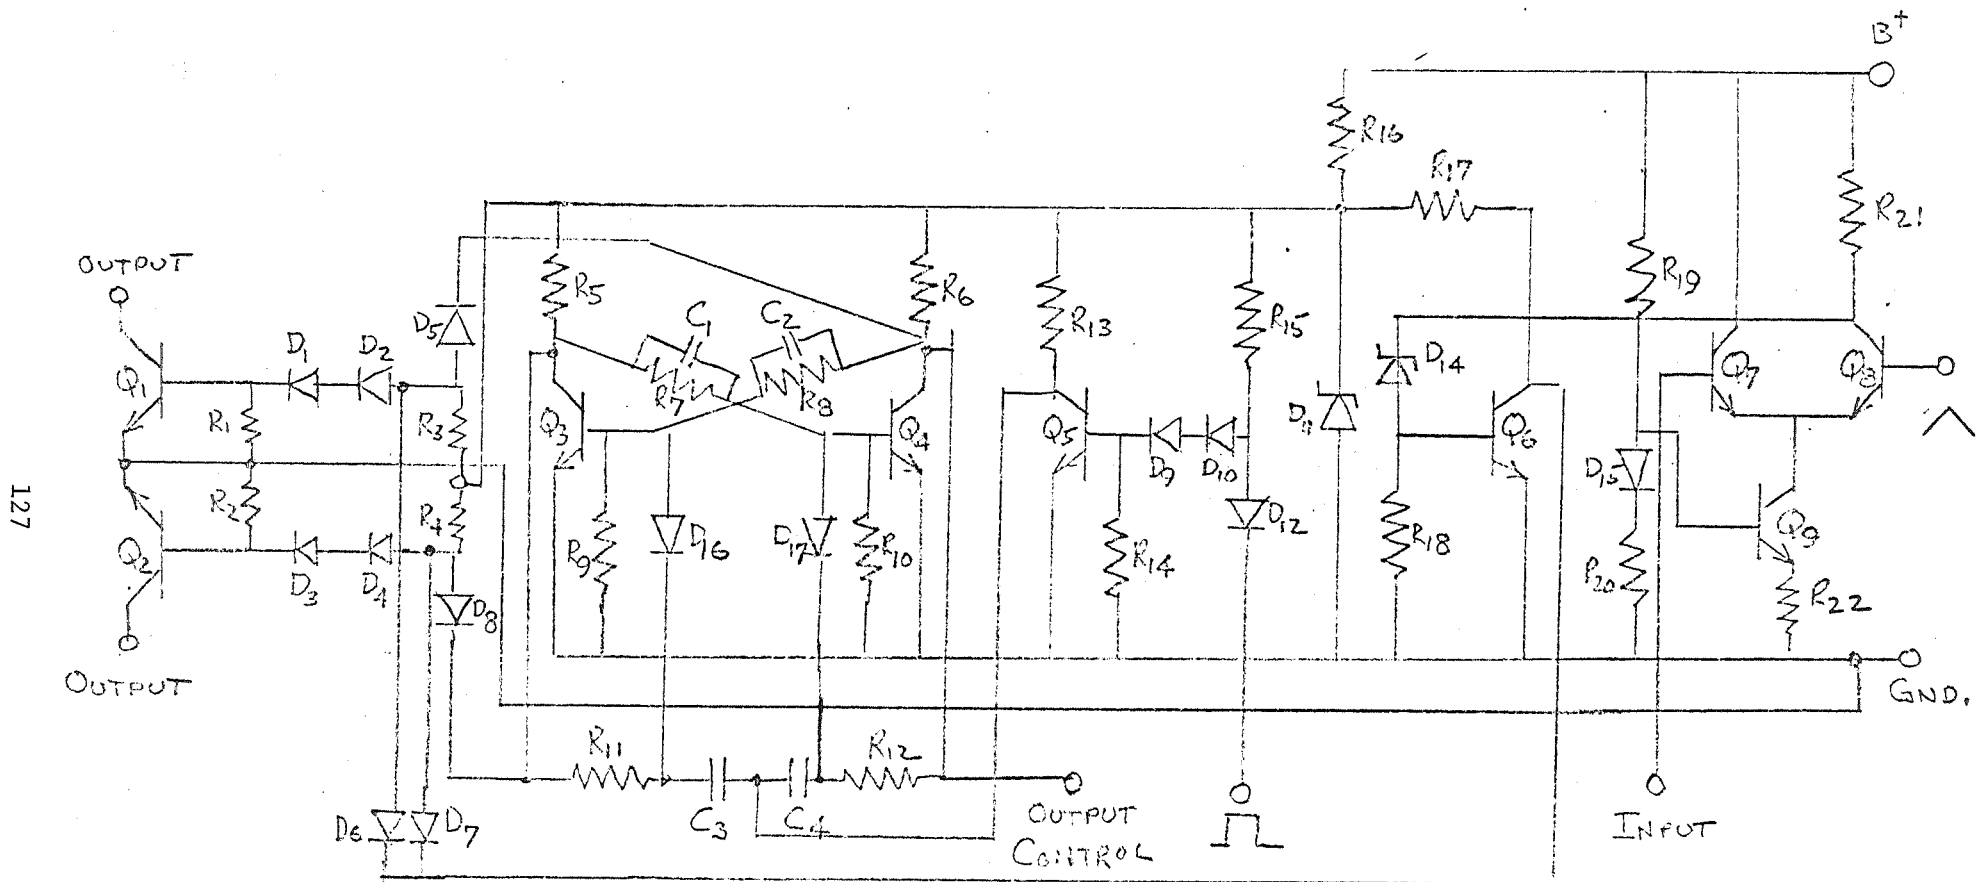 B+
R16
R17
R19
R21
OUTPUT
R5
C1
C2
R6
R13
R15
D5
D1
D2
D14
Q7
Q8
Q1
R7
R8
D11
R1
R3
Q3
Q4
Q5
Q6
D9
D10
D15
R2
R4
D12
Q2
D16
D17
R10
R18
Q9
R9
R14
R20
D3
D4
D8
R22
127
OUTPUT
GND.
R11
R12
D6
D7
C3
C4
OUTPUT
CONTROL
INPUT